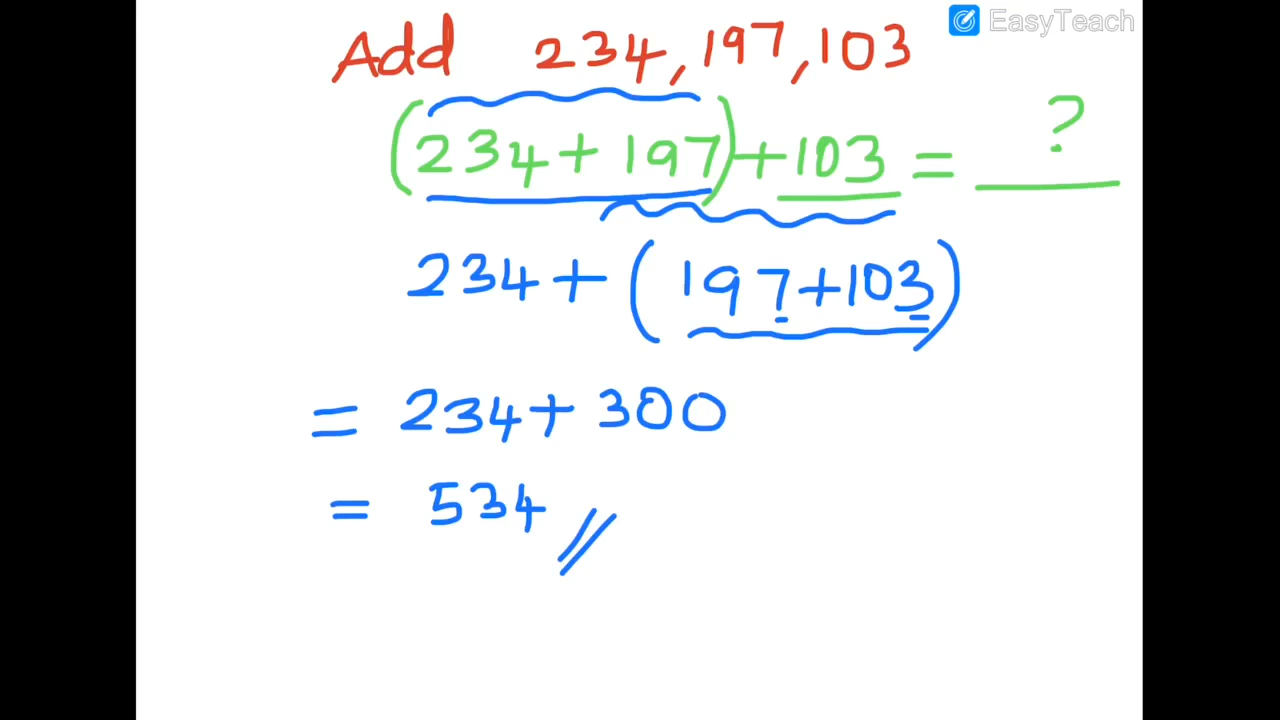 EasyTeach
Add 234, 197, 103
(234 + 197) + 103 = ?
234 + (197 + 103)
= 234 + 300
= 534 //